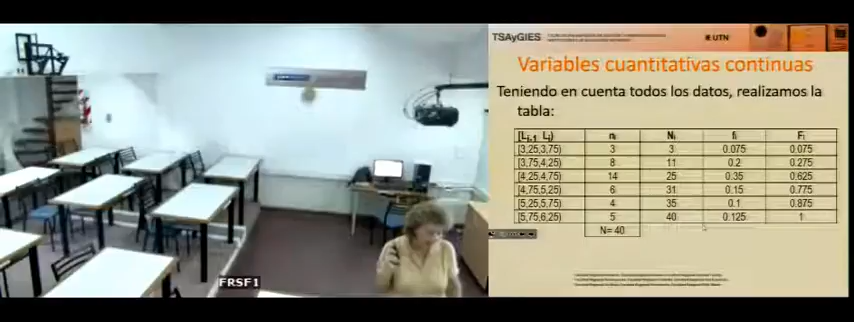 TSAyGIES
UTN
Variables cuantitativas continuas
Teniendo en cuenta todos los datos, realizamos la
tabla:
[Li-1 Li) ni Ni fi Fi
[3,25,3,75) 3 3 0.075 0.075
[3,75,4,25) 8 11 0.2 0.275
[4,25,4,75) 14 25 0.35 0.625
[4,75,5,25) 6 31 0.15 0.775
[5,25,5,75) 4 35 0.1 0.875
[5,75,6,25) 5 40 0.125 1
N= 40
FRSF1